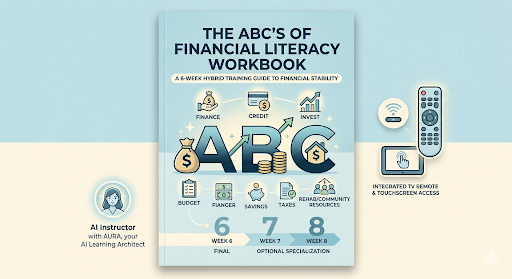 THE ABC'S OF
FINANCIAL LITERACY
WORKBOOK
A 6-WEEK HYBRID TRAINING GUIDE TO FINANCIAL STABILITY
FINANCE
CREDIT
INVEST
ABC
BUDGET
FIANGER
SAVINGS
TAXES
REHAB/COMMUNITY
RESOURCES
6
WEEK 6
7
WEEK 7
8
WEEK 8
FINAL
OPTIONAL SPECIALIZATION
AI Instructor
with AURA, your
AI Learning Architect
INTEGRATED TV REMOTE
& TOUCHSCREEN ACCESS